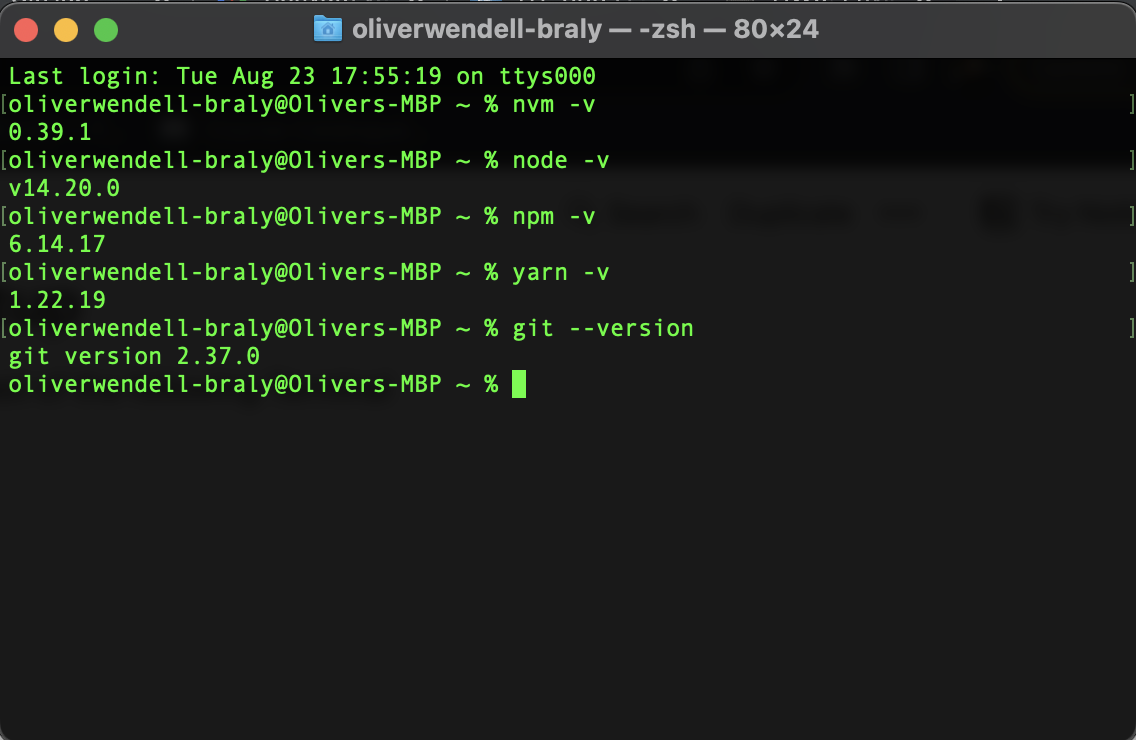 oliverwendell-braly — -zsh — 80×24
Last login: Tue Aug 23 17:55:19 on ttys000
[oliverwendell-braly@Olivers-MBP ~ % nvm -v ]
0.39.1
[oliverwendell-braly@Olivers-MBP ~ % node -v ]
v14.20.0
[oliverwendell-braly@Olivers-MBP ~ % npm -v ]
6.14.17
[oliverwendell-braly@Olivers-MBP ~ % yarn -v ]
1.22.19
[oliverwendell-braly@Olivers-MBP ~ % git --version ]
git version 2.37.0
oliverwendell-braly@Olivers-MBP ~ %